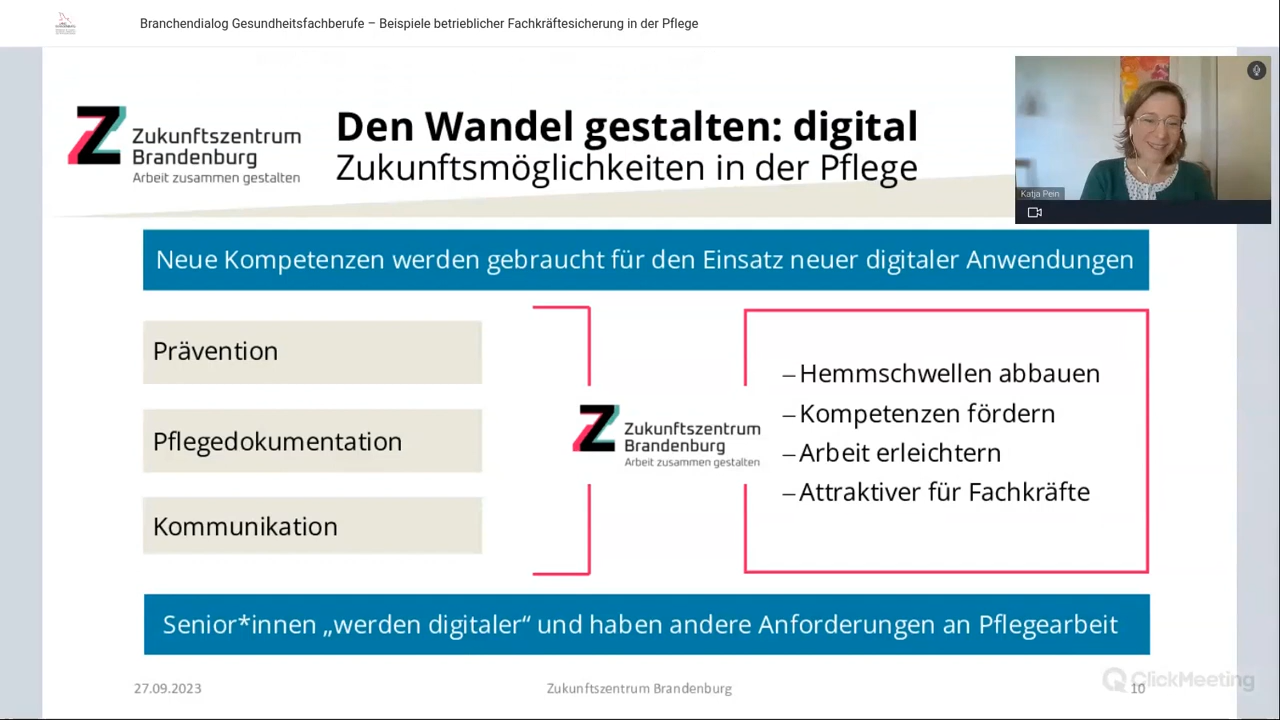 Branchendialog Gesundheitsfachberufe – Beispiele betrieblicher Fachkräftesicherung in der Pflege
Zukunftszentrum
Brandenburg
Arbeit zusammen gestalten
Den Wandel gestalten: digital
Zukunftsmöglichkeiten in der Pflege
Katja Pein
Neue Kompetenzen werden gebraucht für den Einsatz neuer digitaler Anwendungen
Prävention
Pflegedokumentation
Kommunikation
Zukunftszentrum
Brandenburg
Arbeit zusammen gestalten
– Hemmschwellen abbauen
– Kompetenzen fördern
– Arbeit erleichtern
– Attraktiver für Fachkräfte
Senior*innen „werden digitaler“ und haben andere Anforderungen an Pflegearbeit
27.09.2023
Zukunftszentrum Brandenburg
10
ClickMeeting